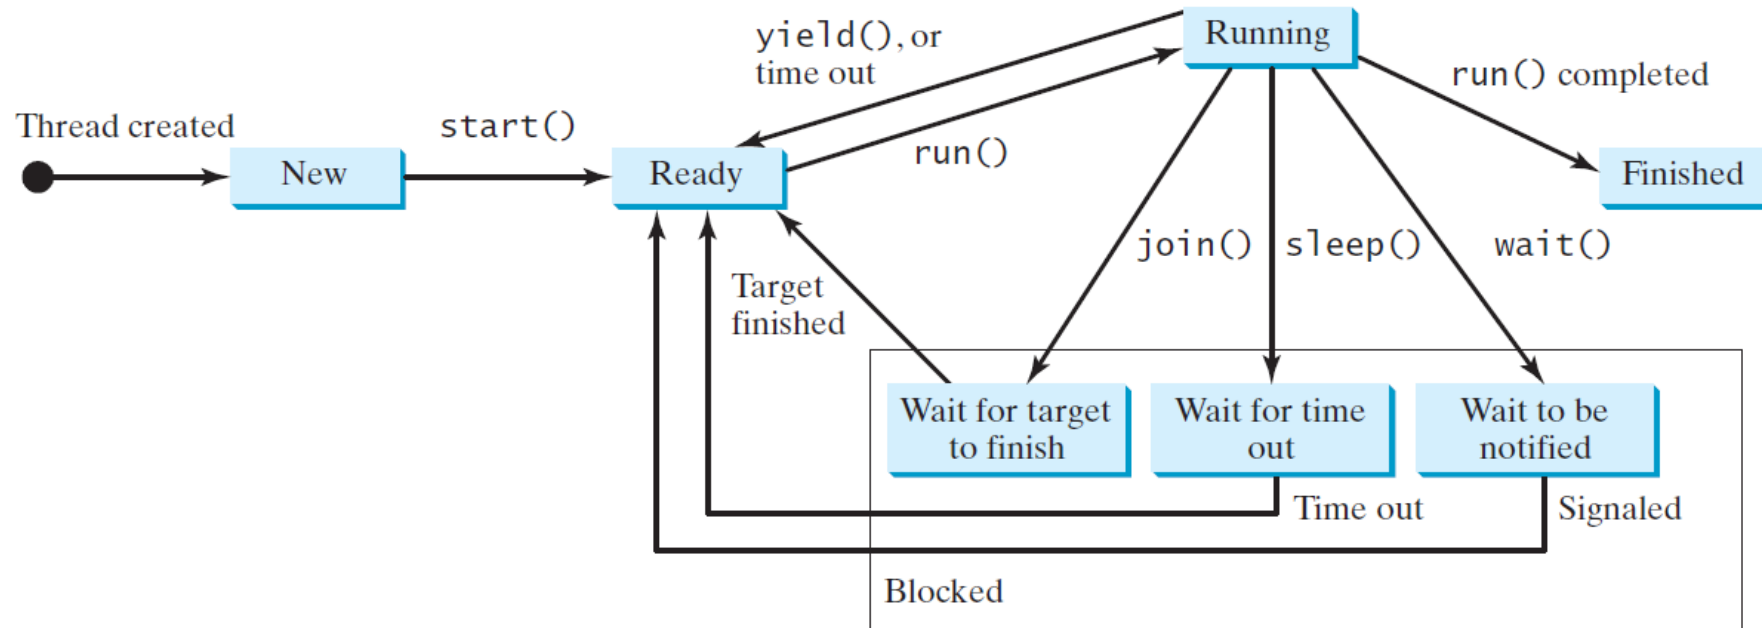 Running
yield(), or
time out
run() completed
Thread created
start()
run()
New
Ready
Finished
join()
sleep()
wait()
Target
finished
Wait for target
to finish
Wait for time
out
Wait to be
notified
Time out
Signaled
Blocked